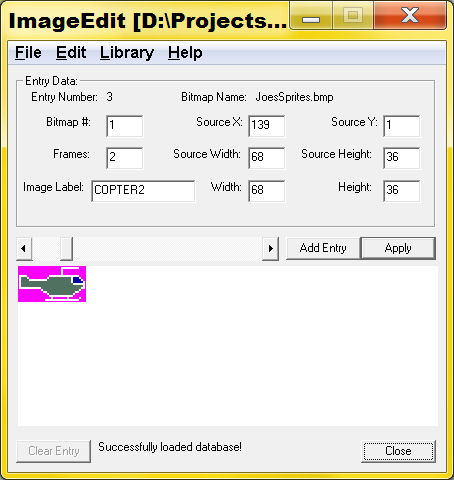 ImageEdit [D:\Projects...
File Edit Library Help
Entry Data:
Entry Number: 3 Bitmap Name: JoesSprites.bmp
Bitmap #: 1 Source X: 139 Source Y: 1
Frames: 2 Source Width: 68 Source Height: 36
Image Label: COPTER2 Width: 68 Height: 36
Add Entry Apply
Clear Entry Successfully loaded database! Close